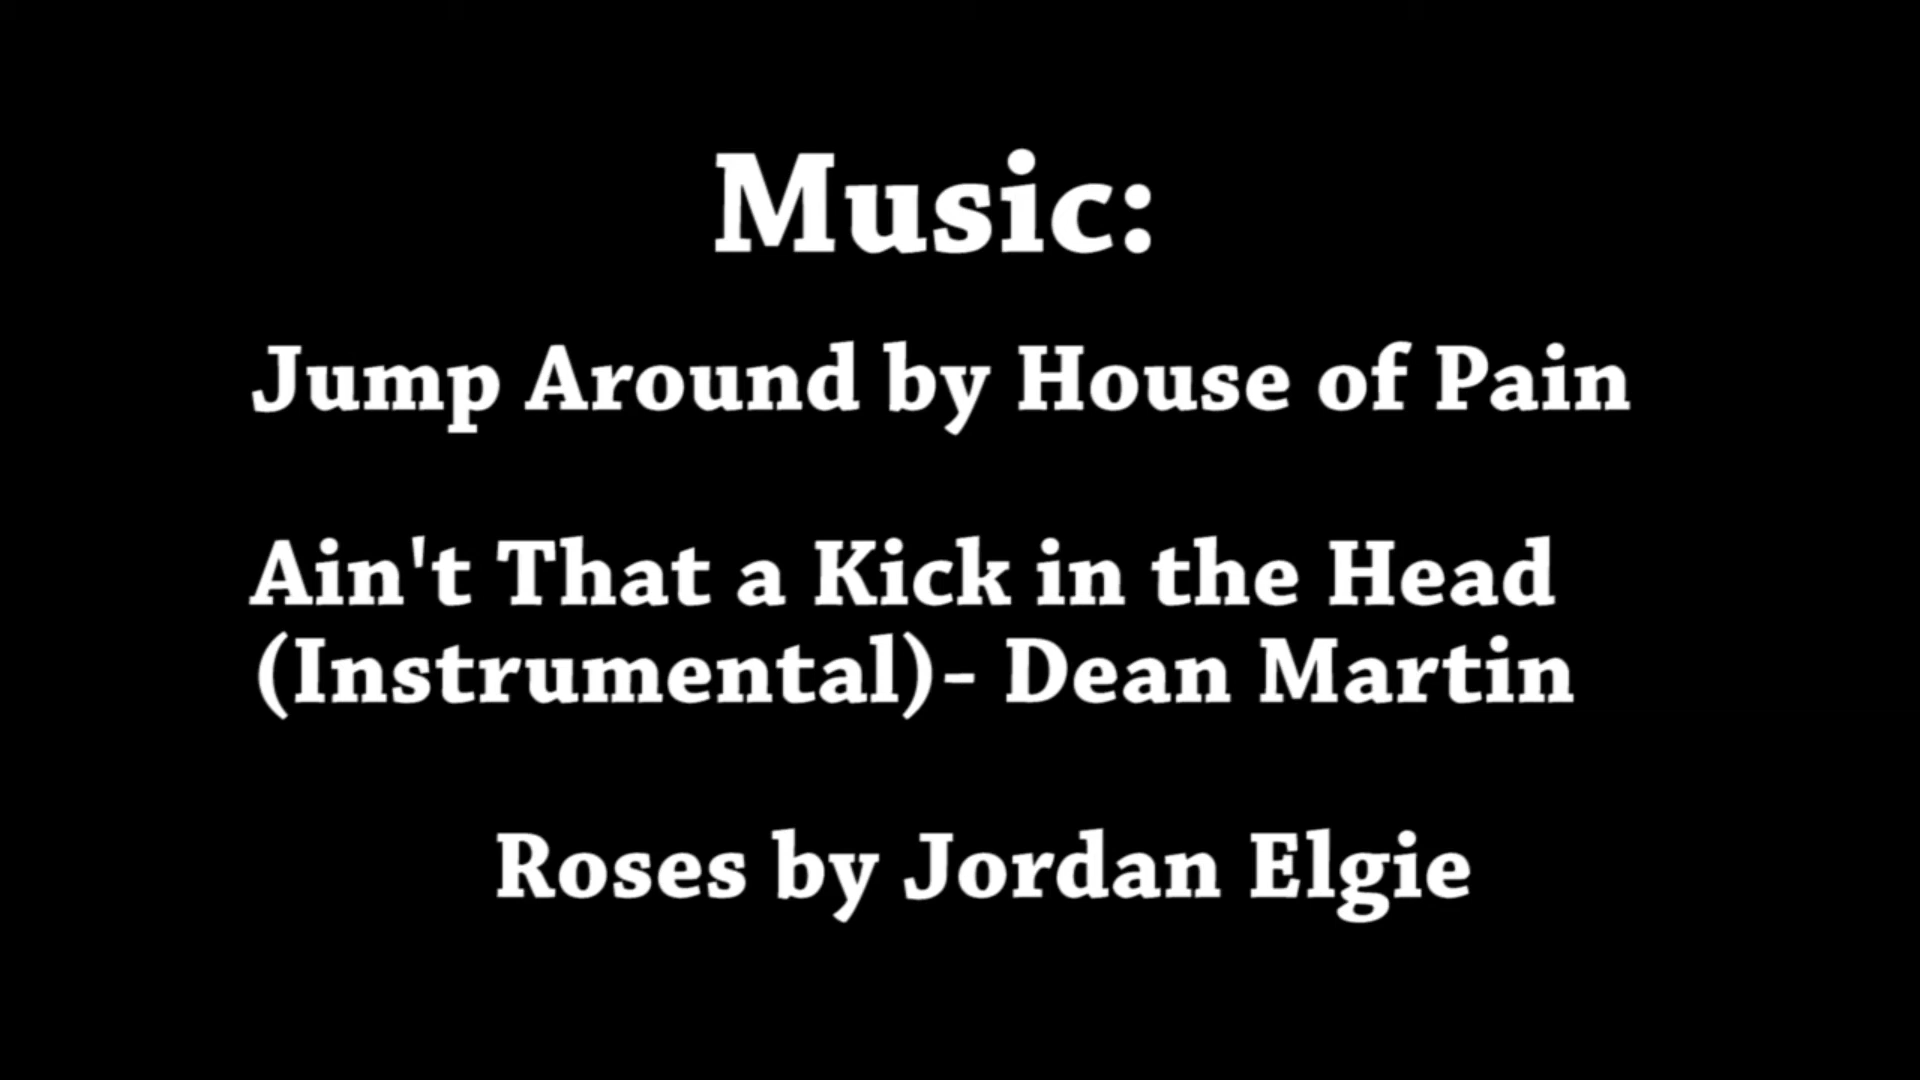 Music:
Jump Around by House of Pain
Ain't That a Kick in the Head
(Instrumental)- Dean Martin
Roses by Jordan Elgie